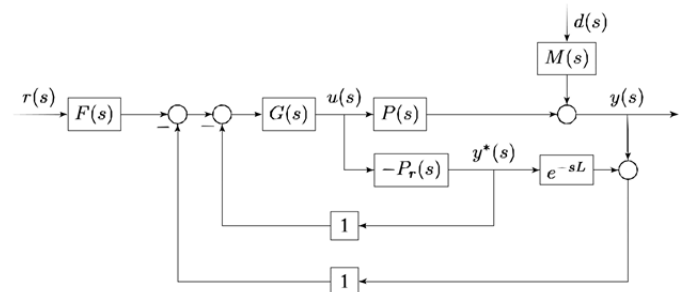 d(s)
M(s)
r(s) F(s) − − G(s) u(s) P(s) y(s)
−P_r(s) y*(s) e^{−sL}
1
1